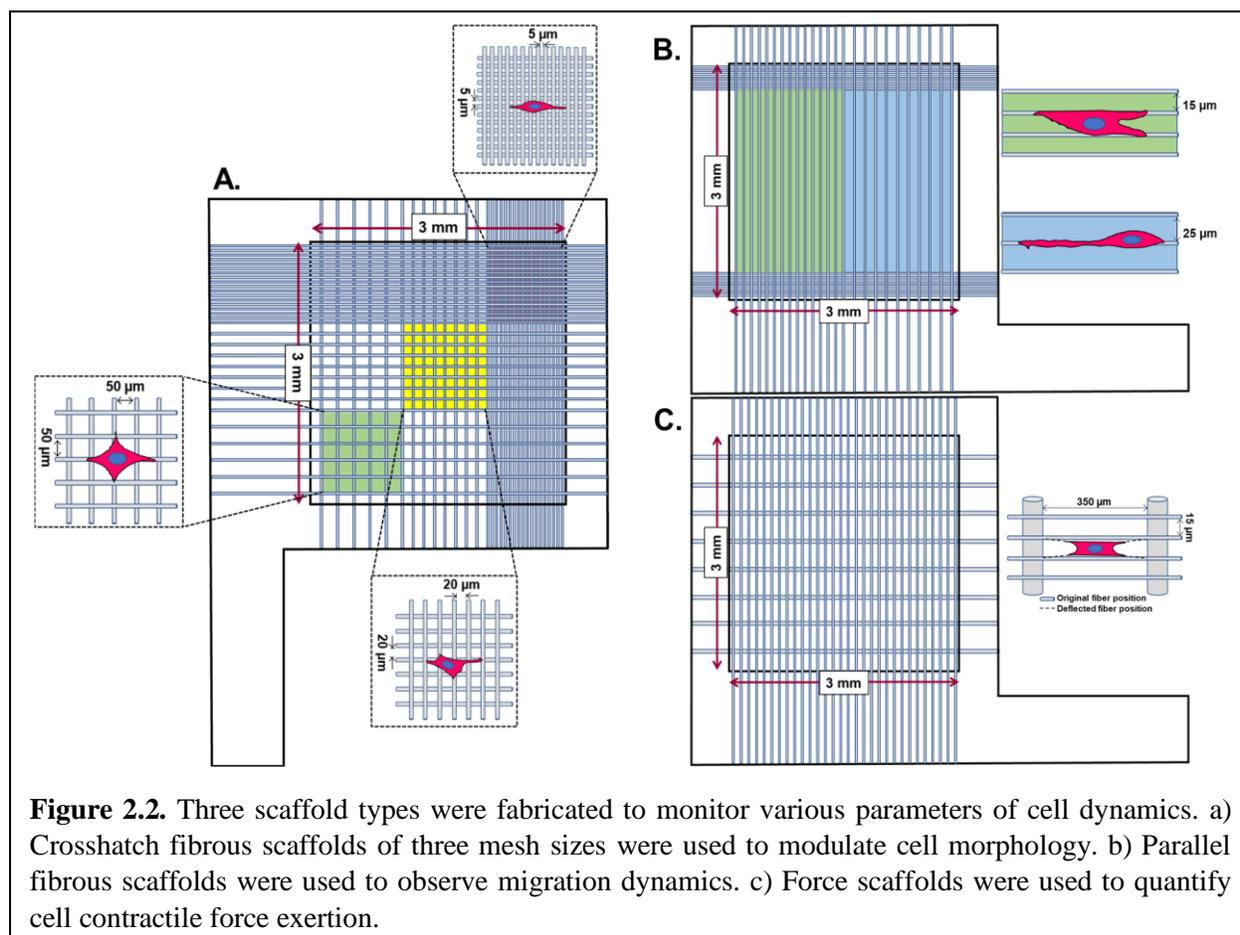 A.
5 µm
5 µm
3 mm
3 mm
50 µm
50 µm
20 µm
20 µm
B.
3 mm
3 mm
15 µm
25 µm
C.
3 mm
3 mm
350 µm
15 µm
Original fiber position
Deflected fiber position
Figure 2.2. Three scaffold types were fabricated to monitor various parameters of cell dynamics. a)
Crosshatch fibrous scaffolds of three mesh sizes were used to modulate cell morphology. b) Parallel
fibrous scaffolds were used to observe migration dynamics. c) Force scaffolds were used to quantify
cell contractile force exertion.